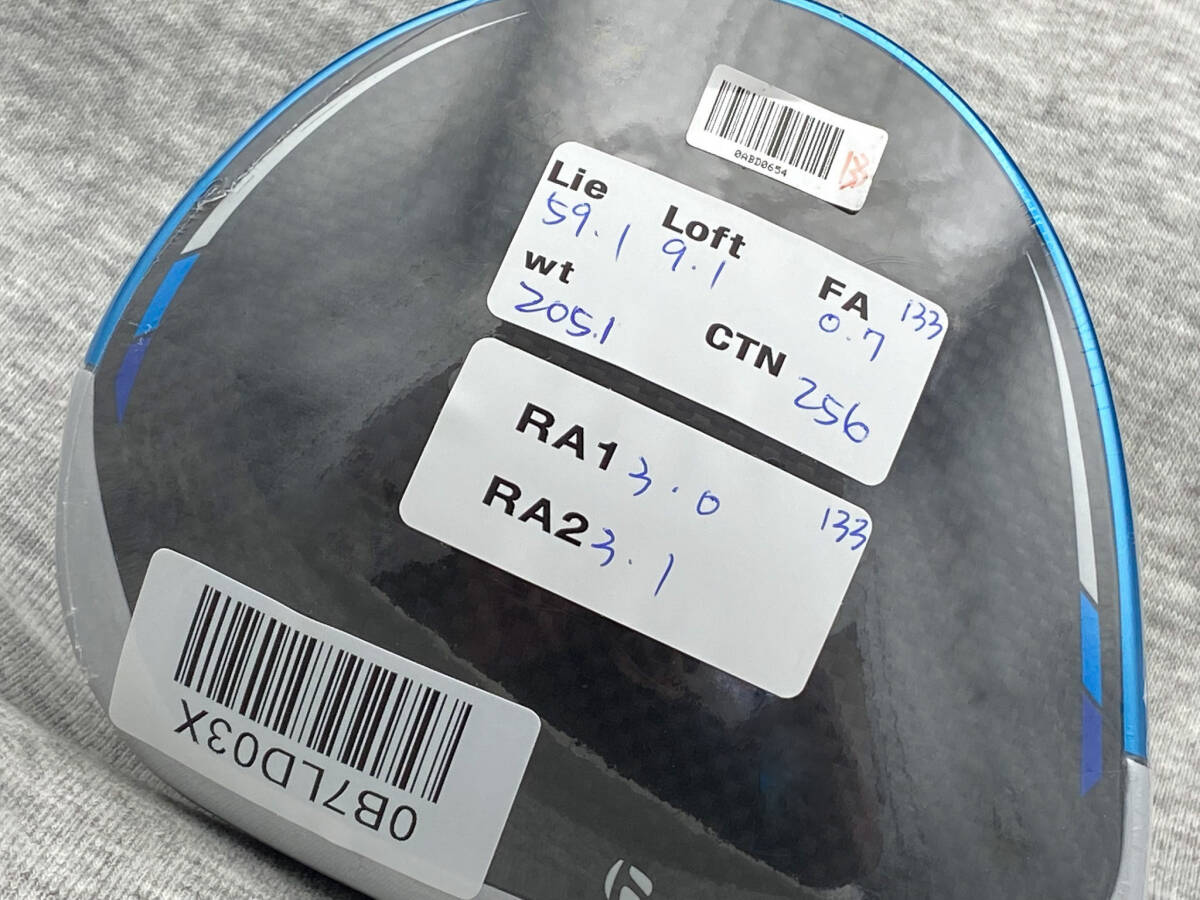 0ABD0654
133
Lie Loft FA 133
59.1 9.1 0.7
wt CTN
205.1 256
RA1 3.0 133
RA2 3.1
0B7LD03X